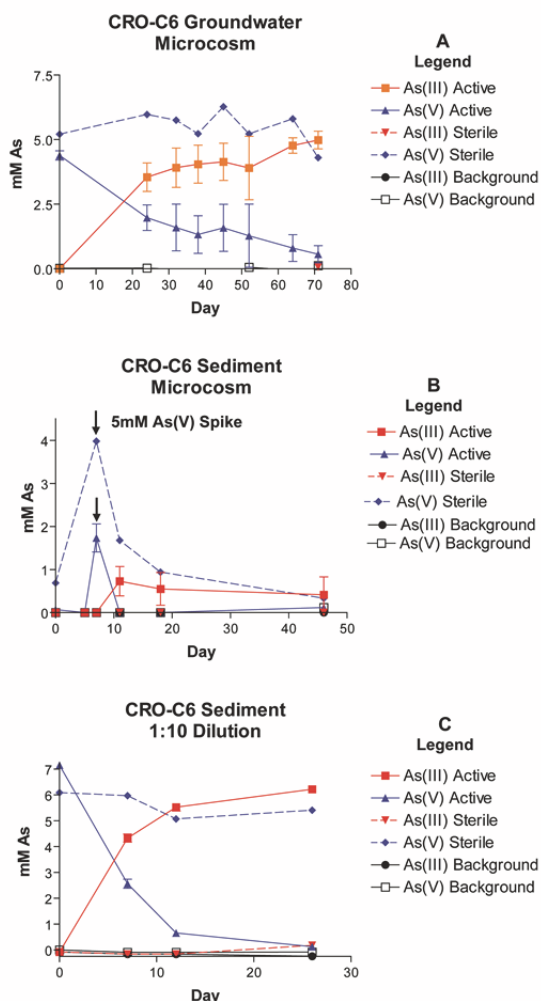 CRO-C6 Groundwater
Microcosm
A
Legend
As(III) Active
As(V) Active
As(III) Sterile
As(V) Sterile
As(III) Background
As(V) Background
mM As
7.5
5.0
2.5
0.0
0 10 20 30 40 50 60 70 80
Day
CRO-C6 Sediment
Microcosm
B
Legend
As(III) Active
As(V) Active
As(III) Sterile
As(V) Sterile
As(III) Background
As(V) Background
5mM As(V) Spike
mM As
4
3
2
1
0
0 10 20 30 40 50
Day
CRO-C6 Sediment
1:10 Dilution
C
Legend
As(III) Active
As(V) Active
As(III) Sterile
As(V) Sterile
As(III) Background
As(V) Background
mM As
7
6
5
4
3
2
1
0
0 10 20 30
Day